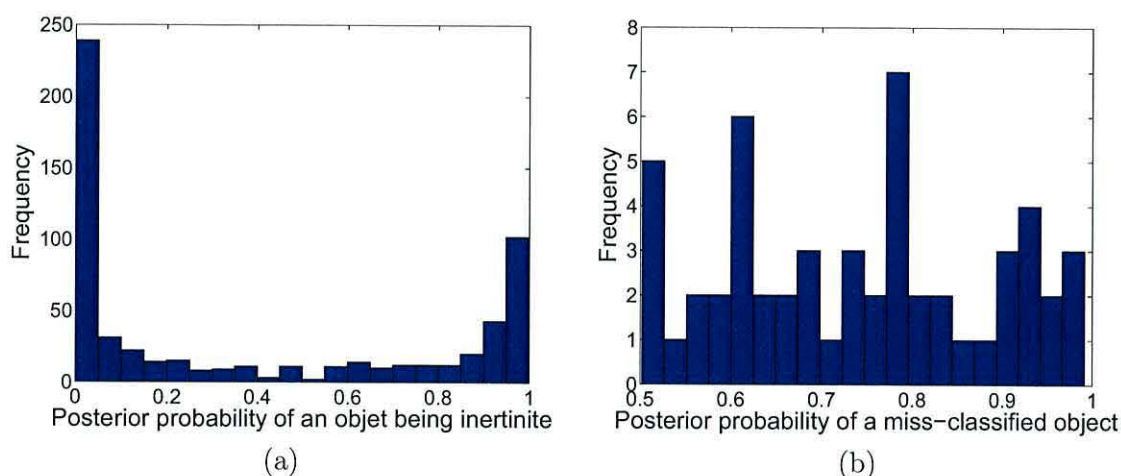 250
200
150
100
50
0
Frequency
0 0.2 0.4 0.6 0.8 1
Posterior probability of an objet being inertinite
(a)
8
7
6
5
4
3
2
1
0
Frequency
0.5 0.6 0.7 0.8 0.9 1
Posterior probability of a miss−classified object
(b)